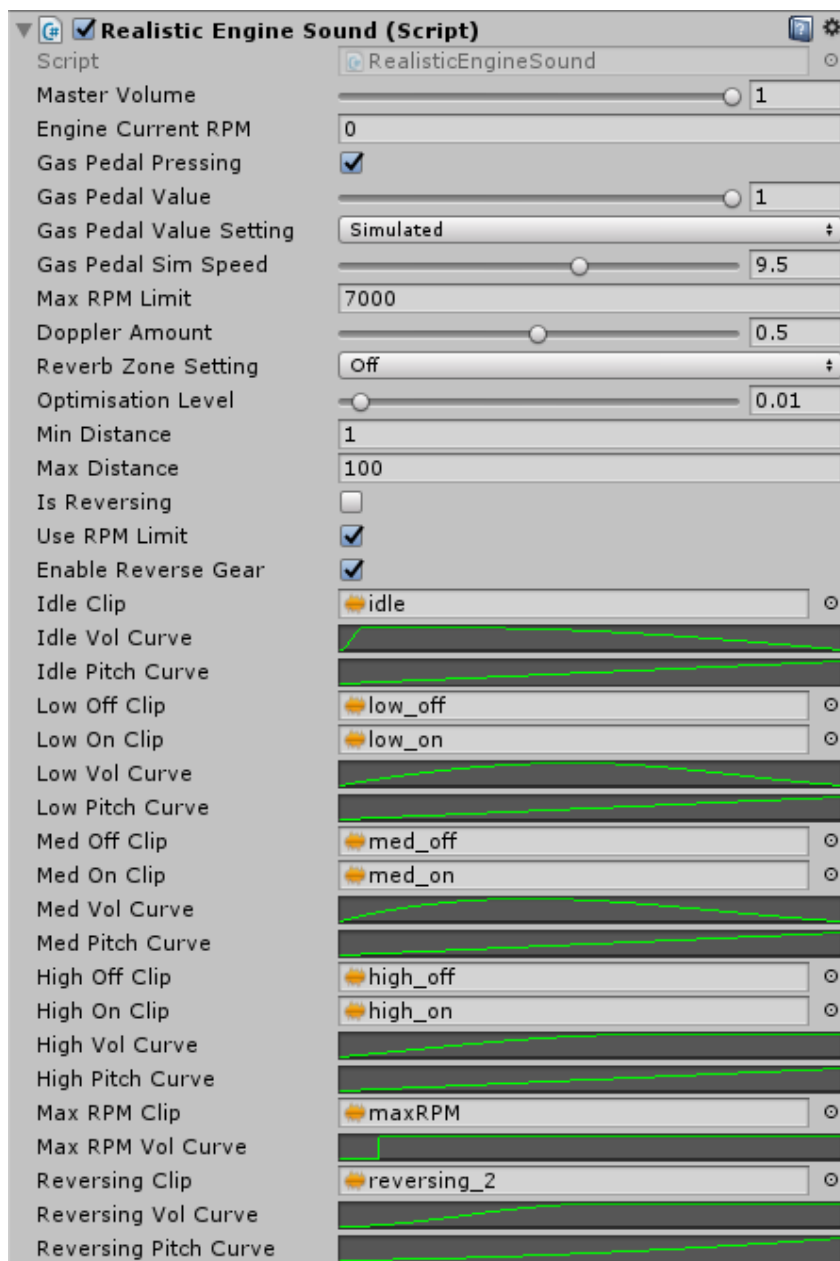 Realistic Engine Sound (Script)
Script RealisticEngineSound
Master Volume 1
Engine Current RPM 0
Gas Pedal Pressing
Gas Pedal Value 1
Gas Pedal Value Setting Simulated
Gas Pedal Sim Speed 9.5
Max RPM Limit 7000
Doppler Amount 0.5
Reverb Zone Setting Off
Optimisation Level 0.01
Min Distance 1
Max Distance 100
Is Reversing
Use RPM Limit
Enable Reverse Gear
Idle Clip idle
Idle Vol Curve
Idle Pitch Curve
Low Off Clip low_off
Low On Clip low_on
Low Vol Curve
Low Pitch Curve
Med Off Clip med_off
Med On Clip med_on
Med Vol Curve
Med Pitch Curve
High Off Clip high_off
High On Clip high_on
High Vol Curve
High Pitch Curve
Max RPM Clip maxRPM
Max RPM Vol Curve
Reversing Clip reversing_2
Reversing Vol Curve
Reversing Pitch Curve